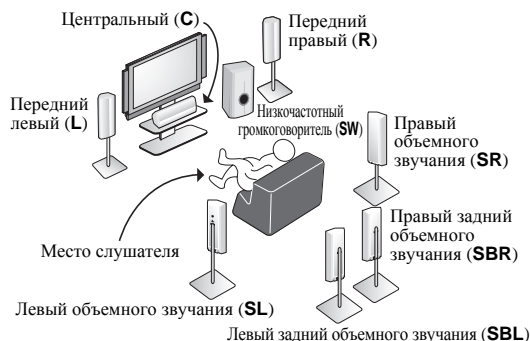 Центральный (C)
Передний
правый (R)
Передний
левый (L)
Низкочастотный
громкоговоритель (SW)
Правый
объемного
звучания (SR)
Место слушателя
Правый задний
объемного
звучания (SBR)
Левый объемного звучания (SL)
Левый задний объемного звучания (SBL)